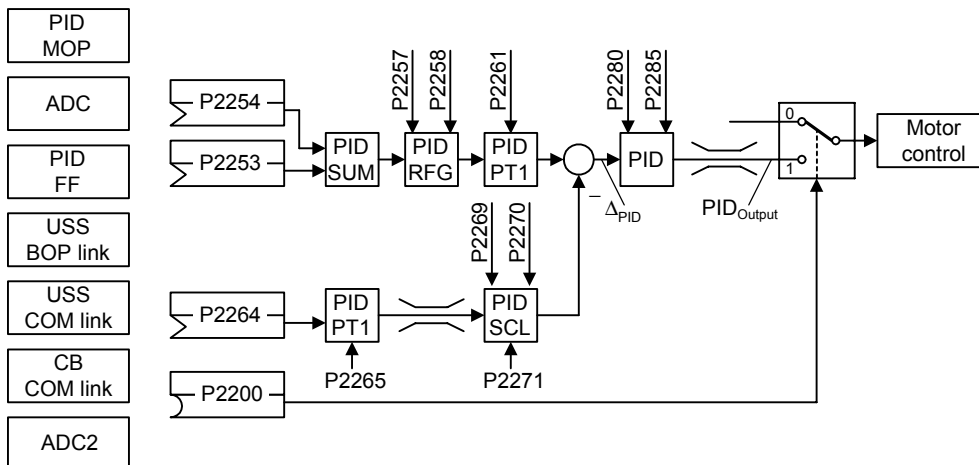 PID
MOP
ADC
PID
FF
USS
BOP link
USS
COM link
CB
COM link
ADC2
P2254
P2253
P2264
P2200
PID
SUM
P2257
P2258
PID
RFG
P2261
PID
PT1
P2280
P2285
PID
− ΔPID
PIDOutput
0
1
Motor
control
PID
PT1
P2265
P2269
P2270
PID
SCL
P2271